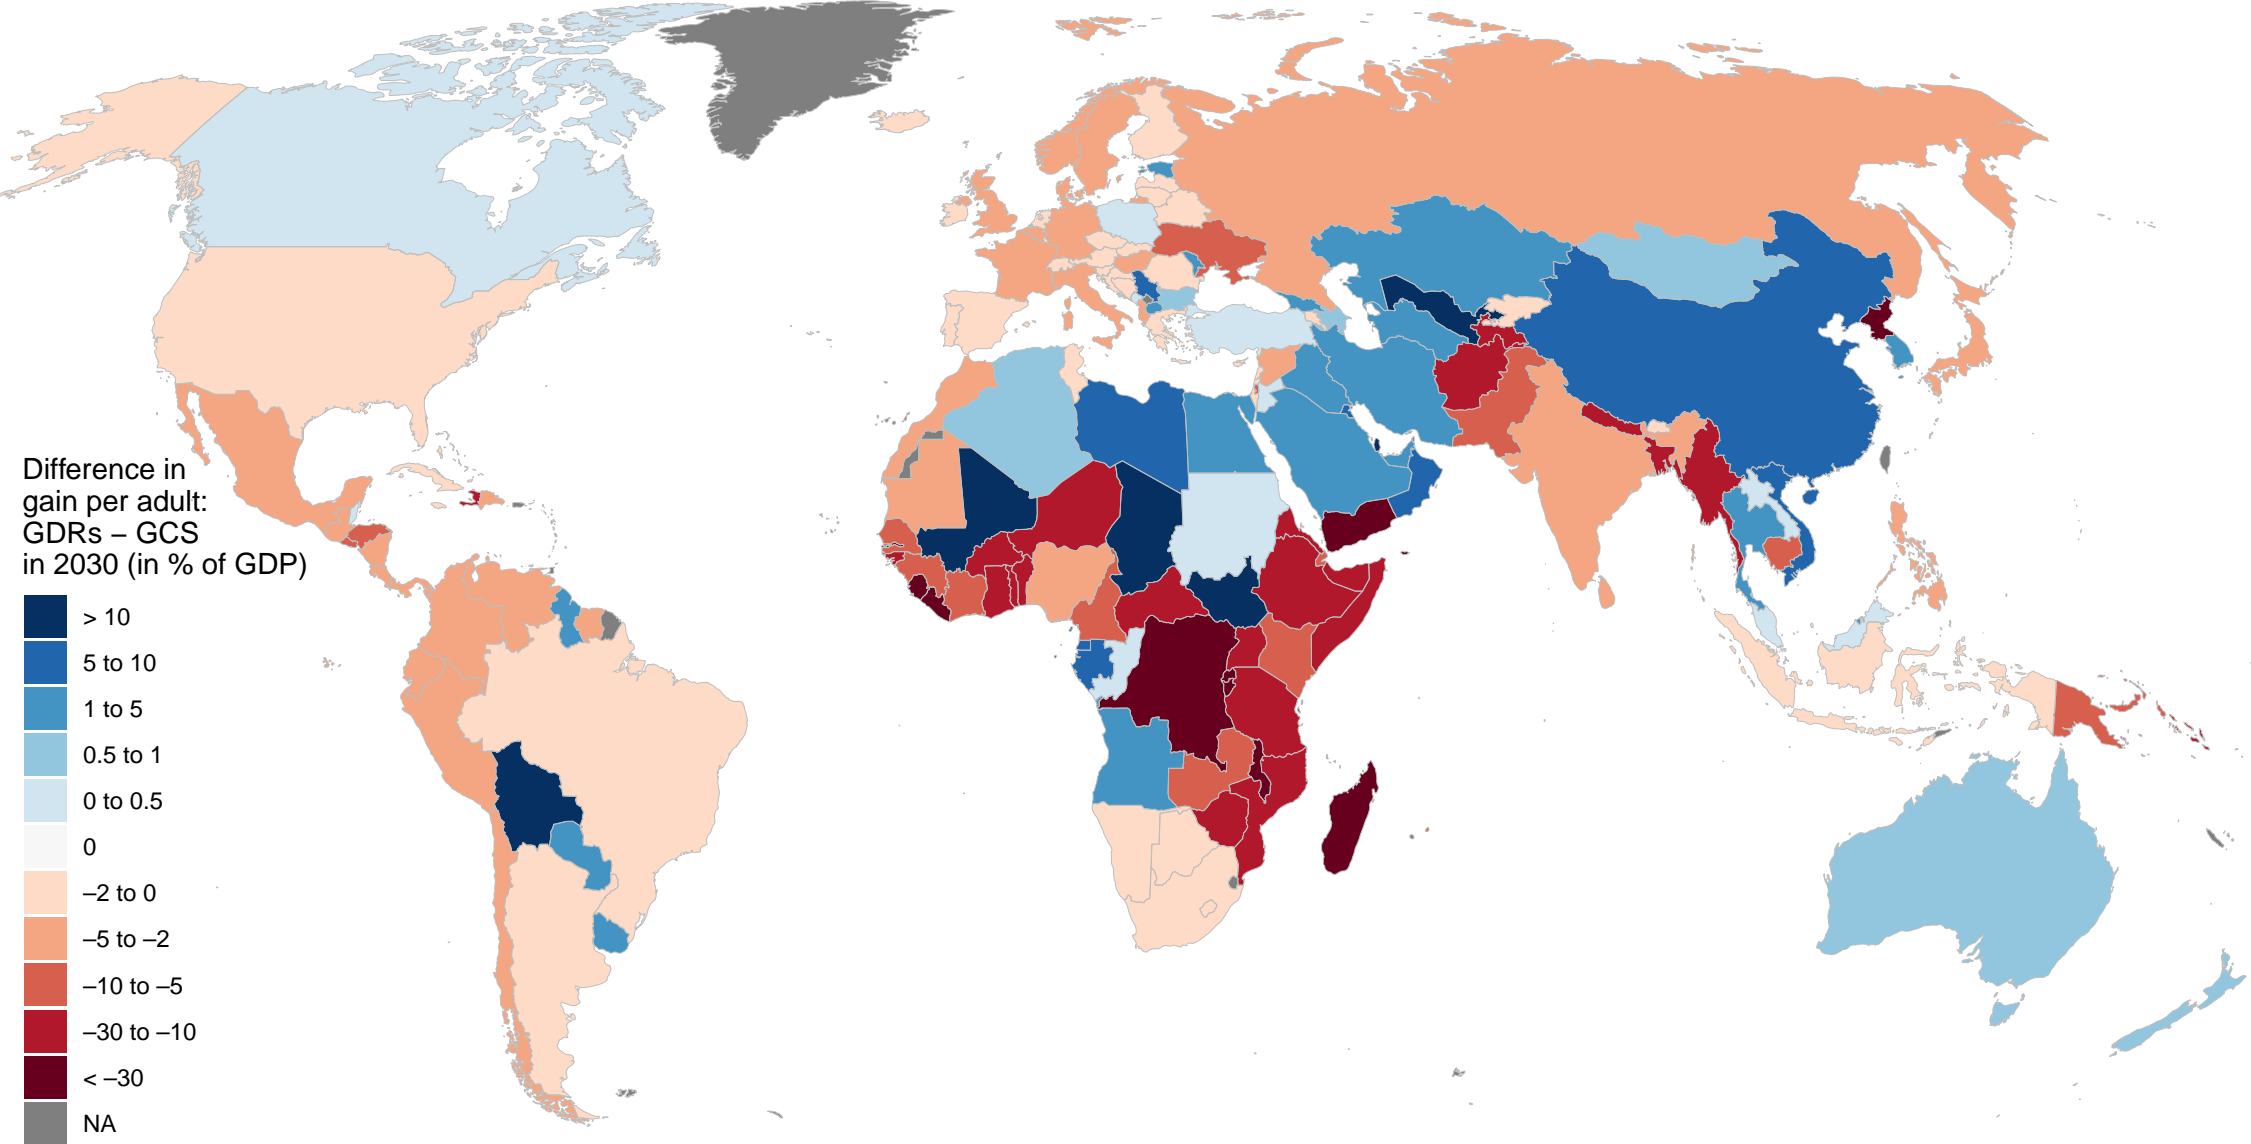 Difference in
gain per adult:
GDRs – GCS
in 2030 (in % of GDP)
> 10
5 to 10
1 to 5
0.5 to 1
0 to 0.5
0
–2 to 0
–5 to –2
–10 to –5
–30 to –10
< –30
NA